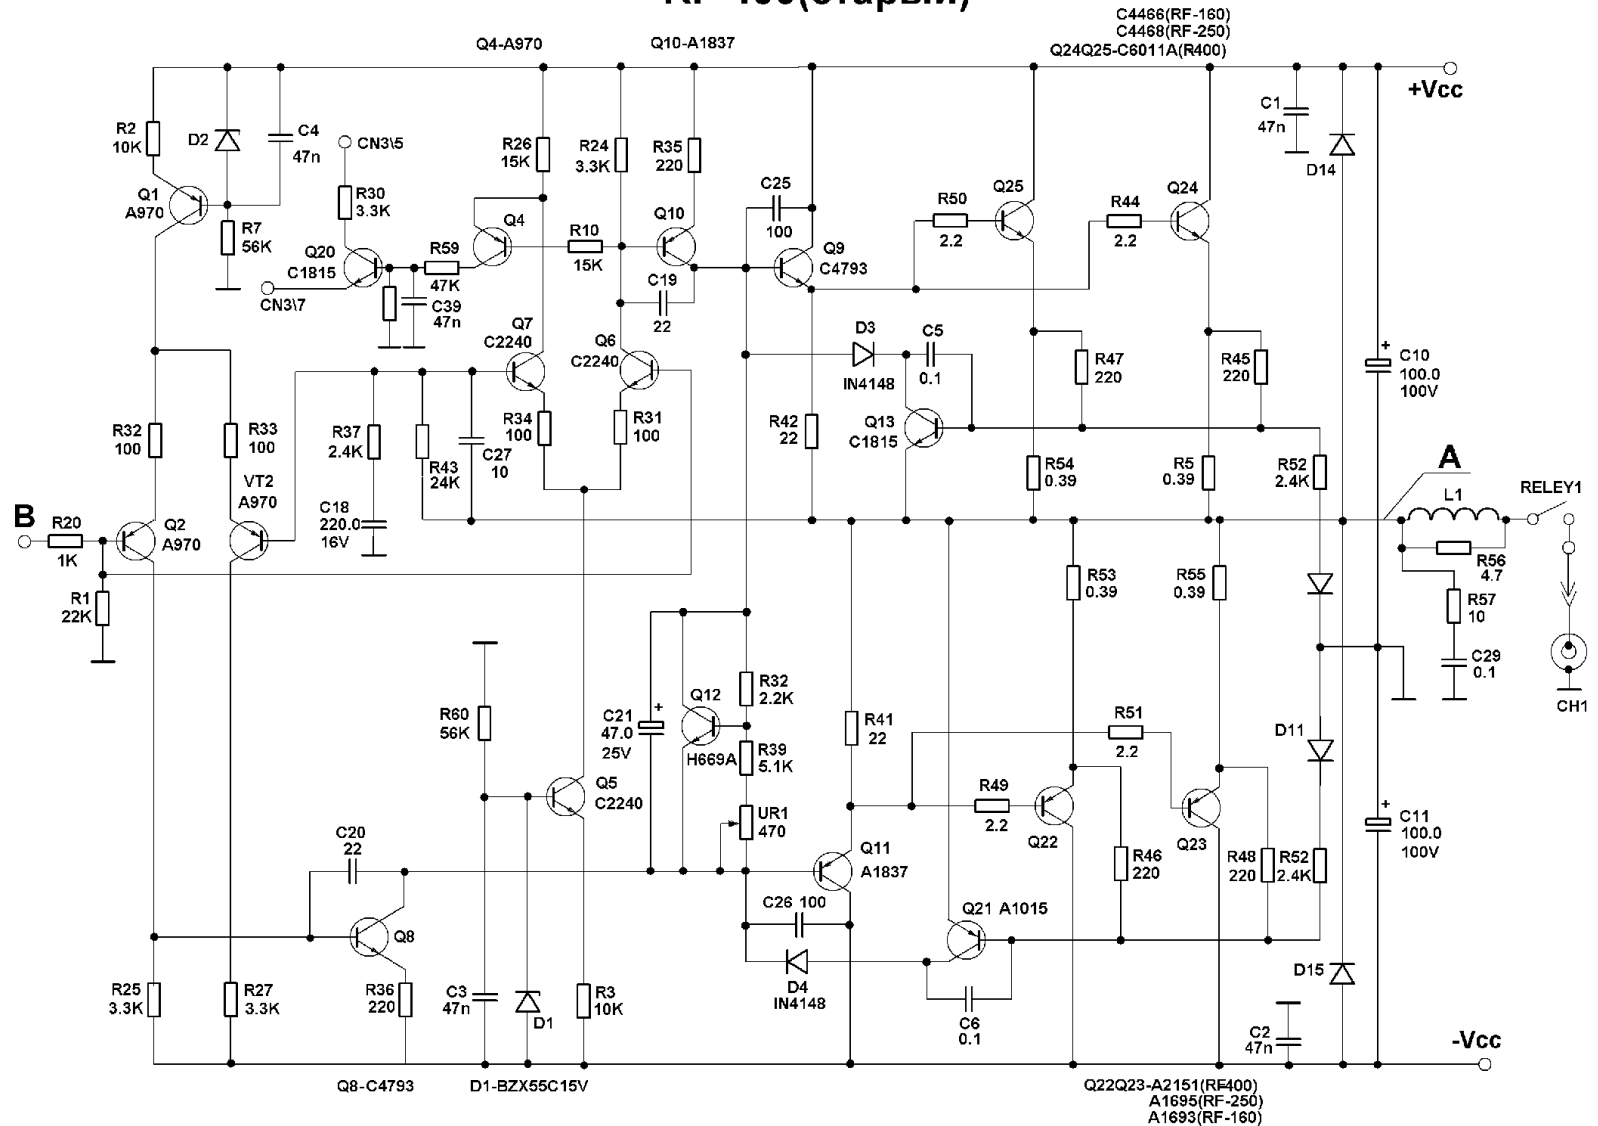 C4466(RF-160)
C4468(RF-250)
Q24Q25-C6011A(R400)
Q4-A970
Q10-A1837
+Vcc
R2
10K
D2
C4
47n
CN3\5
R26
15K
R24
3.3K
R35
220
C1
47n
D14
Q1
A970
R30
3.3K
R7
56K
Q20
C1815
R59
47K
Q4
R10
15K
Q10
C25
100
Q9
C4793
R50
2.2
Q25
R44
2.2
Q24
CN3\7
C39
47n
C19
22
Q7
C2240
Q6
C2240
D3
IN4148
C5
0.1
R47
220
R45
220
+
C10
100.0
100V
R32
100
R33
100
R37
2.4K
R43
24K
C27
10
R34
100
R31
100
R42
22
Q13
C1815
R54
0.39
R5
0.39
R52
2.4K
A
L1
RELEY1
VT2
A970
C18
220.0
16V
B
R20
1K
Q2
A970
R56
4.7
R1
22K
R53
0.39
R55
0.39
R57
10
C29
0.1
CH1
R60
56K
C21
+
47.0
25V
Q12
H669A
R32
2.2K
R39
5.1K
UR1
470
R41
22
R51
2.2
D11
Q5
C2240
R49
2.2
Q22
Q23
+
C11
100.0
100V
C20
22
Q11
A1837
R46
220
R48
220
R52
2.4K
Q8
C26 100
Q21 A1015
R25
3.3K
R27
3.3K
R36
220
C3
47n
D1
R3
10K
D4
IN4148
C6
0.1
D15
C2
47n
-Vcc
Q8-C4793
D1-BZX55C15V
Q22Q23-A2151(RF400)
A1695(RF-250)
A1693(RF-160)